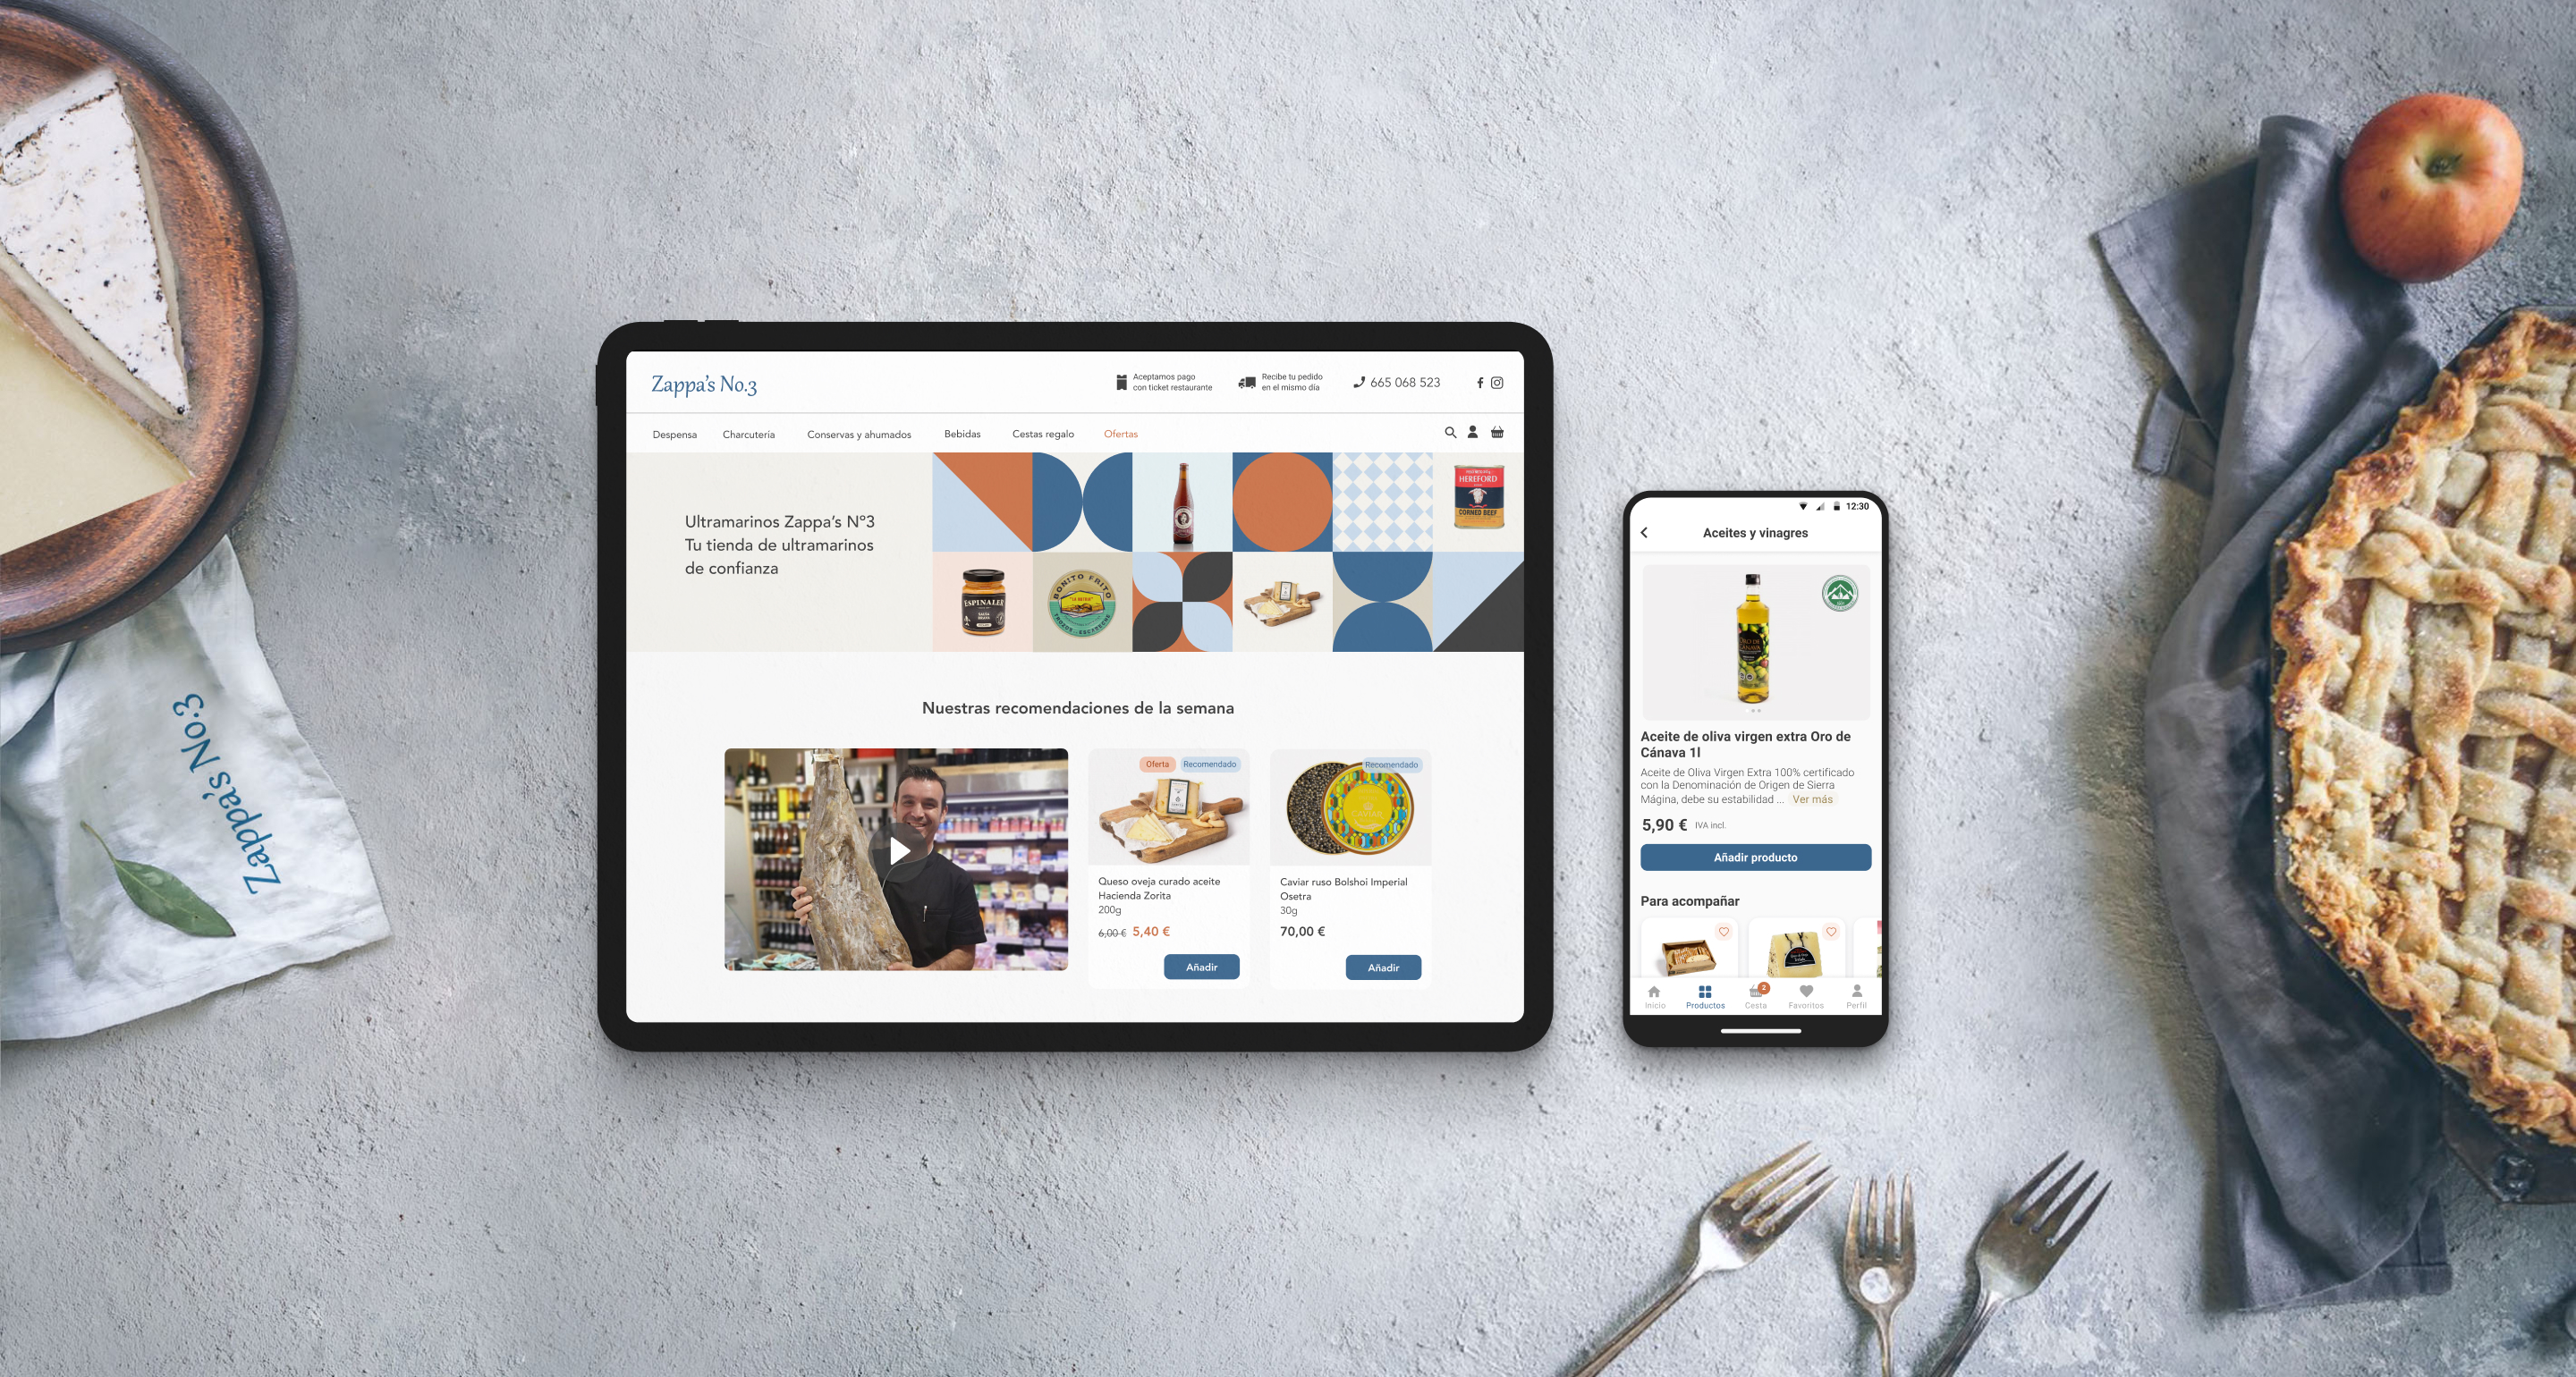 Zappa's No.3
Aceptamos pago
con ticket restaurante
Recibe tu pedido
en el mismo día
665 068 523
Despensa
Charcutería
Conservas y ahumados
Bebidas
Cestas regalo
Ofertas
Ultramarinos Zappa's Nº3
Tu tienda de ultramarinos
de confianza
HEREFORD
CORNED BEEF
ESPINALER
BONITO FRITO
Nuestras recomendaciones de la semana
Oferta
Recomendado
Queso oveja curado aceite
Hacienda Zorita
200g
6,00 € 5,40 €
Añadir
Recomendado
Caviar ruso Bolshoi Imperial
Osetra
30g
70,00 €
Añadir
12:30
Aceites y vinagres
ORO DE
CÁNAVA
Aceite de oliva virgen extra Oro de
Cánava 1l
Aceite de Oliva Virgen Extra 100% certificado
con la Denominación de Origen de Sierra
Mágina, debe su estabilidad ... Ver más
5,90 € IVA incl.
Añadir producto
Para acompañar
2
Inicio
Productos
Cesta
Favoritos
Perfil
Zappa's No.3